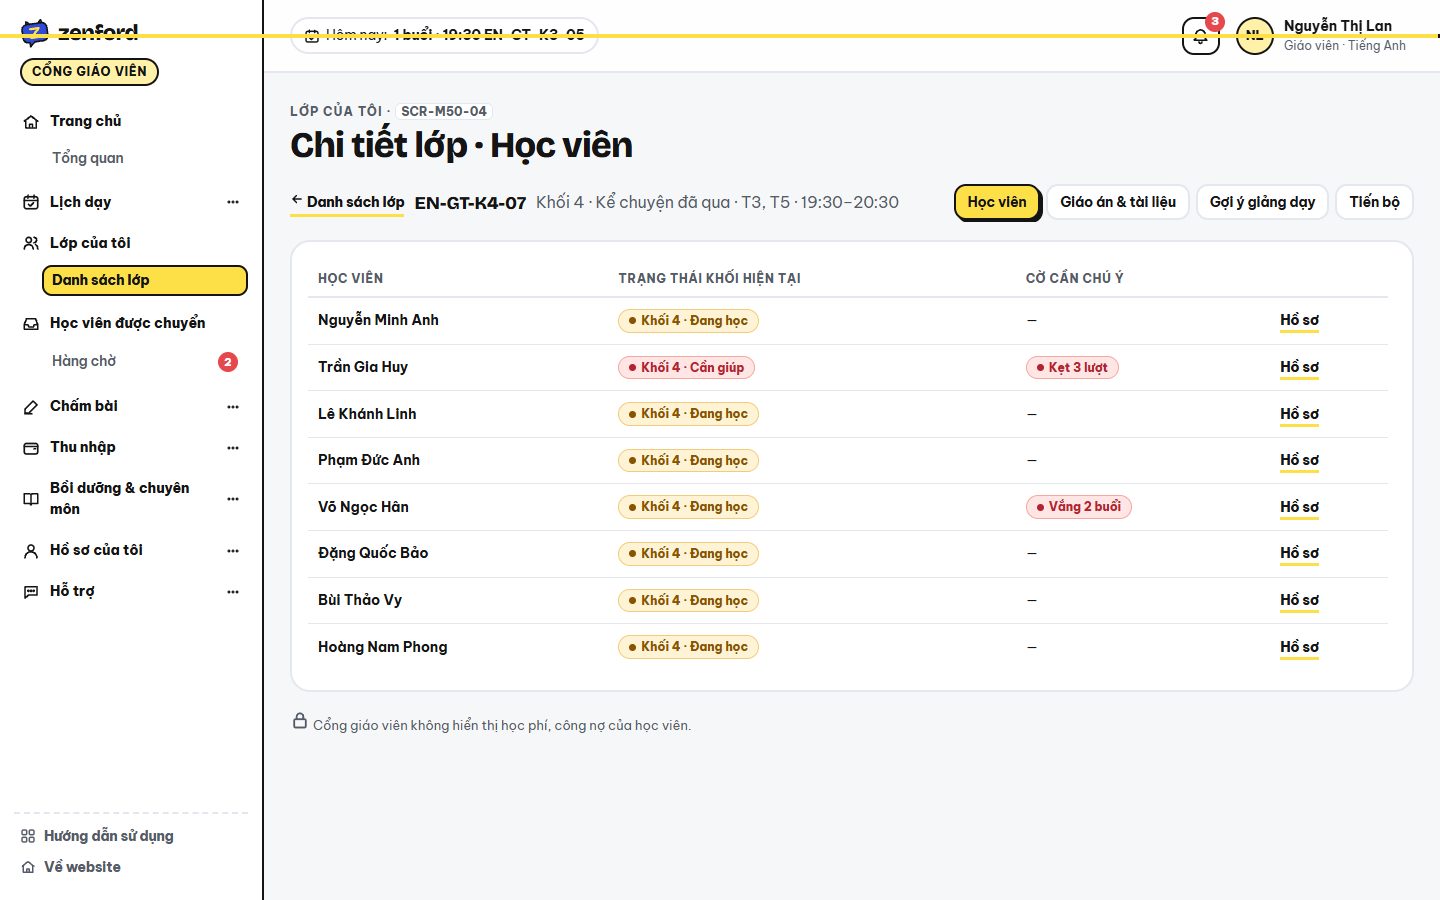 zenford
CỔNG GIÁO VIÊN
Trang chủ
Tổng quan
Lịch dạy
Lớp của tôi
Danh sách lớp
Học viên được chuyển
Hàng chờ 2
Chấm bài
Thu nhập
Bồi dưỡng & chuyên
môn
Hồ sơ của tôi
Hỗ trợ
Hướng dẫn sử dụng
Về website
Hôm nay: 1 buổi · 19:30 EN-GT-K3-05
3
NL
Nguyễn Thị Lan
Giáo viên · Tiếng Anh
LỚP CỦA TÔI · SCR-M50-04
Chi tiết lớp · Học viên
← Danh sách lớp EN-GT-K4-07 Khối 4 · Kể chuyện đã qua · T3, T5 · 19:30–20:30
Học viên Giáo án & tài liệu Gợi ý giảng dạy Tiến bộ
HỌC VIÊN TRẠNG THÁI KHỐI HIỆN TẠI CỜ CẦN CHÚ Ý
Nguyễn Minh Anh Khối 4 · Đang học – Hồ sơ
Trần Gia Huy Khối 4 · Cần giúp Kẹt 3 lượt Hồ sơ
Lê Khánh Linh Khối 4 · Đang học – Hồ sơ
Phạm Đức Anh Khối 4 · Đang học – Hồ sơ
Võ Ngọc Hân Khối 4 · Đang học Vắng 2 buổi Hồ sơ
Đặng Quốc Bảo Khối 4 · Đang học – Hồ sơ
Bùi Thảo Vy Khối 4 · Đang học – Hồ sơ
Hoàng Nam Phong Khối 4 · Đang học – Hồ sơ
Cổng giáo viên không hiển thị học phí, công nợ của học viên.